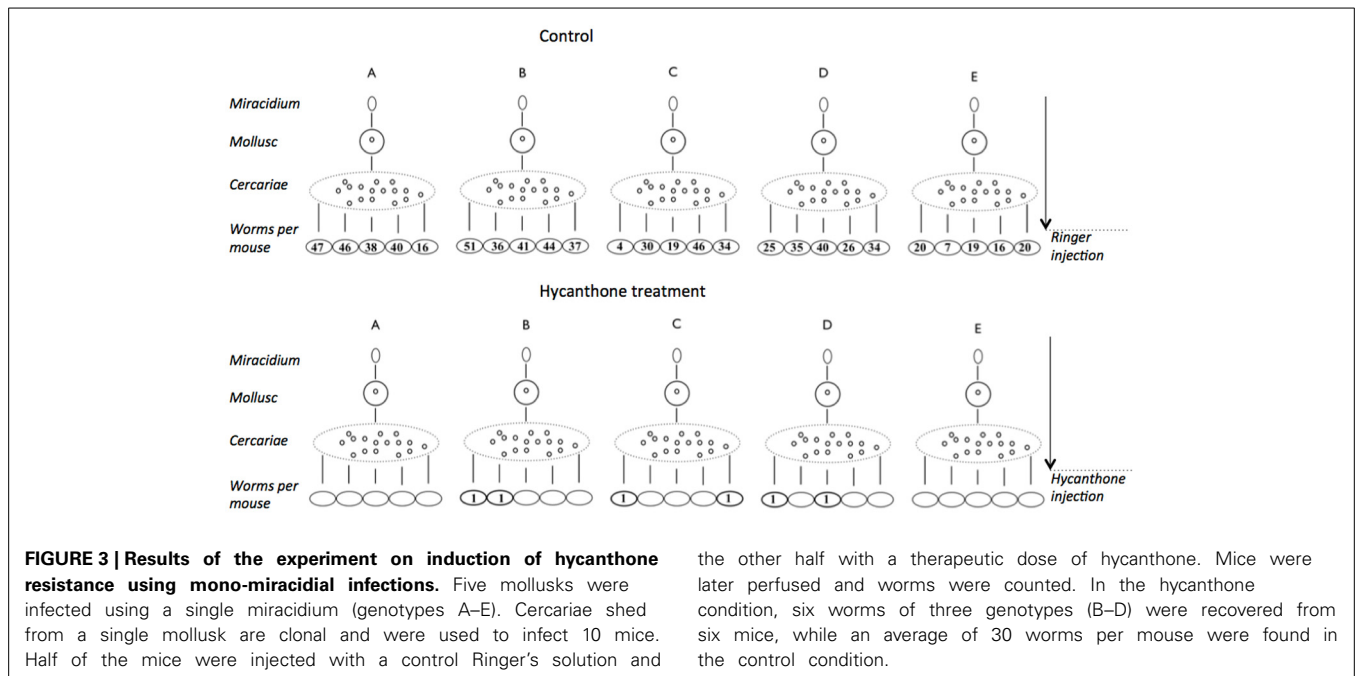 Control
A B C D E
Miracidium
Mollusc
Cercariae
Worms per
mouse
47 46 38 40 16 51 36 41 44 37 4 30 19 46 34 25 35 40 26 34 20 7 19 16 20
Ringer
injection
Hycanthone treatment
A B C D E
Miracidium
Mollusc
Cercariae
Worms per
mouse
1 1 1 1 1 1
Hycanthone
injection
FIGURE 3 | Results of the experiment on induction of hycanthone
resistance using mono-miracidial infections. Five mollusks were
infected using a single miracidium (genotypes A–E). Cercariae shed
from a single mollusk are clonal and were used to infect 10 mice.
Half of the mice were injected with a control Ringer's solution and
the other half with a therapeutic dose of hycanthone. Mice were
later perfused and worms were counted. In the hycanthone
condition, six worms of three genotypes (B–D) were recovered from
six mice, while an average of 30 worms per mouse were found in
the control condition.